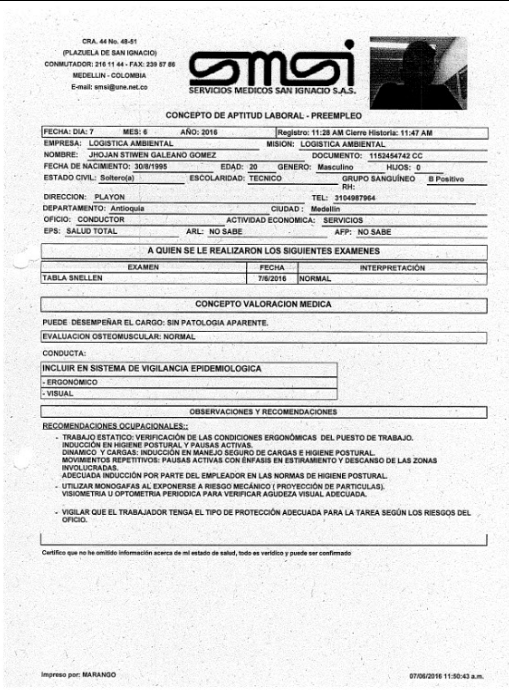 CRA. 44 No. 48-51
(PLAZUELA DE SAN IGNACIO)
CONMUTADOR: 216 11 44 - FAX: 239 87 86
MEDELLIN - COLOMBIA
E-mail: smsi@une.net.co
smsi
SERVICIOS MEDICOS SAN IGNACIO S.A.S.
CONCEPTO DE APTITUD LABORAL - PREEMPLEO
FECHA: DIA: 7 MES: 6 AÑO: 2016 Registro: 11:28 AM Cierre Historia: 11:47 AM
EMPRESA: LOGISTICA AMBIENTAL MISION: LOGISTICA AMBIENTAL
NOMBRE: JHOJAN STIWEN GALEANO GOMEZ DOCUMENTO: 1152454742 CC
FECHA DE NACIMIENTO: 30/8/1995 EDAD: 20 GENERO: Masculino HIJOS: 0
ESTADO CIVIL: Soltero(a) ESCOLARIDAD: TECNICO GRUPO SANGUÍNEO RH: B Positivo
DIRECCION: PLAYON TEL: 3104987964
DEPARTAMENTO: Antioquia CIUDAD: Medellin
OFICIO: CONDUCTOR ACTIVIDAD ECONOMICA: SERVICIOS
EPS: SALUD TOTAL ARL: NO SABE AFP: NO SABE
A QUIEN SE LE REALIZARON LOS SIGUIENTES EXAMENES
EXAMEN FECHA INTERPRETACIÓN
TABLA SNELLEN 7/6/2016 NORMAL
CONCEPTO VALORACION MEDICA
PUEDE DESEMPEÑAR EL CARGO: SIN PATOLOGIA APARENTE.
EVALUACION OSTEOMUSCULAR: NORMAL
CONDUCTA:
INCLUIR EN SISTEMA DE VIGILANCIA EPIDEMIOLOGICA
- ERGONOMICO
- VISUAL
OBSERVACIONES Y RECOMENDACIONES
RECOMENDACIONES OCUPACIONALES::
- TRABAJO ESTATICO: VERIFICACIÓN DE LAS CONDICIONES ERGONÓMICAS DEL PUESTO DE TRABAJO.
INDUCCIÓN EN HIGIENE POSTURAL Y PAUSAS ACTIVAS.
DINAMICO Y CARGAS: INDUCCIÓN EN MANEJO SEGURO DE CARGAS E HIGIENE POSTURAL.
MOVIMIENTOS REPETITIVOS: PAUSAS ACTIVAS CON ÉNFASIS EN ESTIRAMIENTO Y DESCANSO DE LAS ZONAS
INVOLUCRADAS.
ADECUADA INDUCCIÓN POR PARTE DEL EMPLEADOR EN LAS NORMAS DE HIGIENE POSTURAL.
- UTILIZAR MONOGAFAS AL EXPONERSE A RIESGO MECÁNICO ( PROYECCIÓN DE PARTICULAS).
VISIOMETRIA U OPTOMETRIA PERIODICA PARA VERIFICAR AGUDEZA VISUAL ADECUADA.
- VIGILAR QUE EL TRABAJADOR TENGA EL TIPO DE PROTECCIÓN ADECUADA PARA LA TAREA SEGÚN LOS RIESGOS DEL
OFICIO.
Certifico que no he omitido información acerca de mi estado de salud, todo es verídico y puede ser confirmado
Impreso por: MARANGO 07/06/2016 11:50:43 a.m.